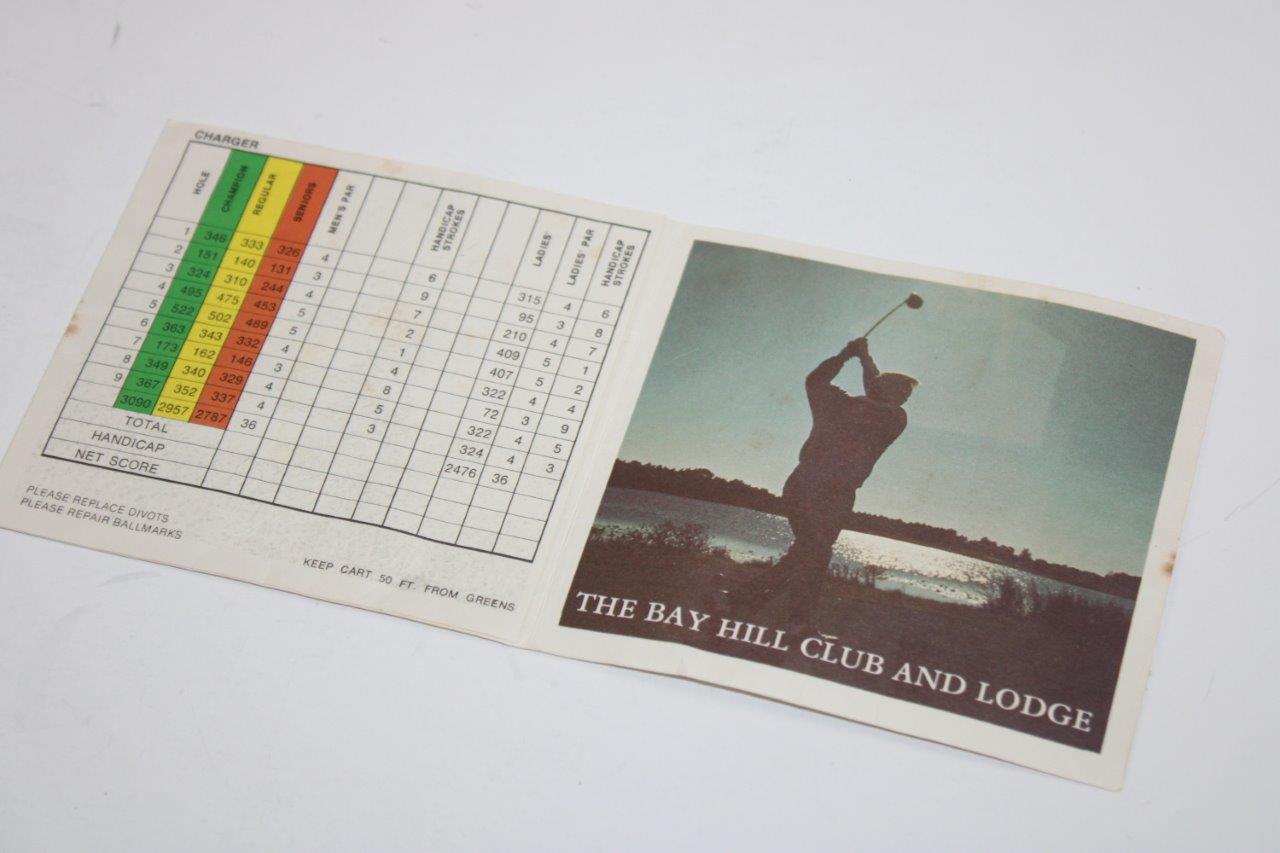 CHARGER
HOLE CHAMPION REGULAR SENIORS MEN'S PAR HANDICAP STROKES LADIES' LADIES' PAR HANDICAP STROKES
1 346 333 326 4 6 315 4 6
2 151 140 131 3 9 95 3 8
3 324 310 244 4 7 210 4 7
4 495 475 453 5 2 409 5 1
5 522 502 489 5 1 407 5 2
6 363 343 332 4 4 322 4 4
7 173 162 146 3 8 72 3 9
8 349 340 329 4 5 322 4 5
9 367 352 337 4 3 324 4 3
TOTAL 3090 2957 2787 36 2476 36
HANDICAP
NET SCORE
PLEASE REPLACE DIVOTS
PLEASE REPAIR BALLMARKS
KEEP CART 50 FT. FROM GREENS
THE BAY HILL CLUB AND LODGE